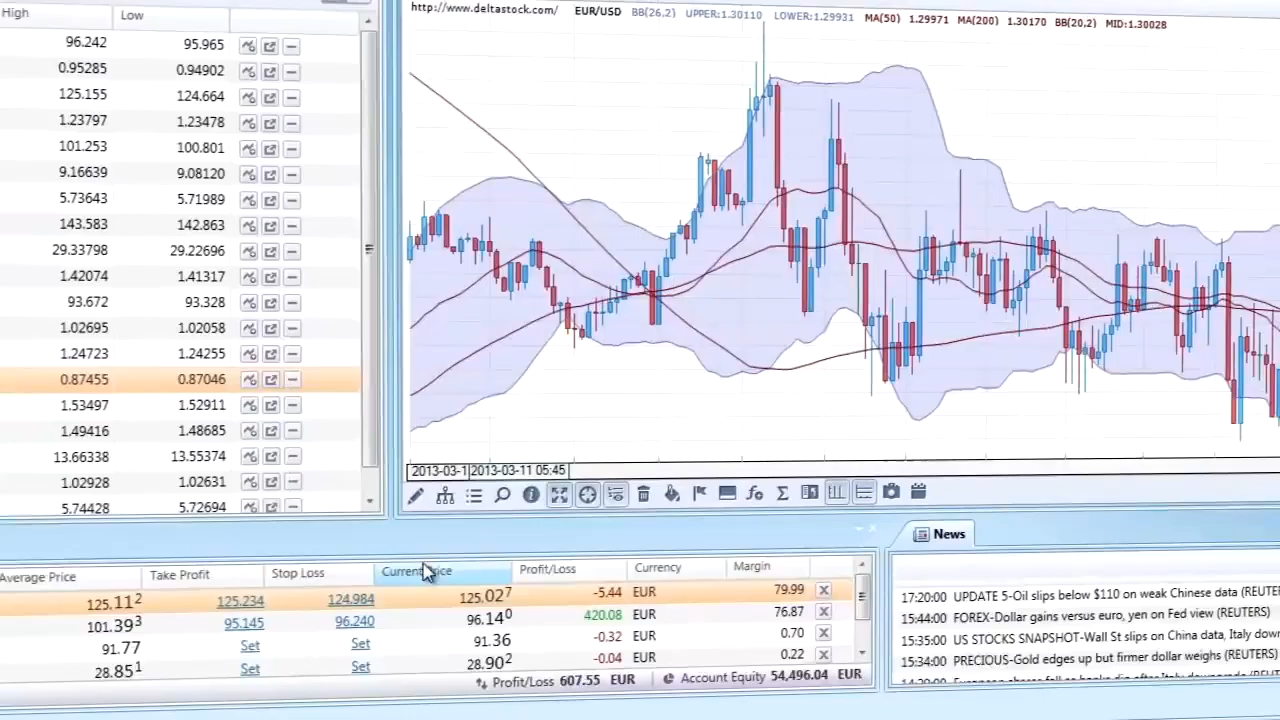 High Low
96.242 95.965
0.95285 0.94902
125.155 124.664
1.23797 1.23478
101.253 100.801
9.16639 9.08120
5.73643 5.71989
143.583 142.863
29.33798 29.22696
1.42074 1.41317
93.672 93.328
1.02695 1.02058
1.24723 1.24255
0.87455 0.87046
1.53497 1.52911
1.49416 1.48685
13.66338 13.55374
1.02928 1.02631
5.74428 5.72694
http://www.deltastock.com/ EUR/USD BB(26,2) UPPER:1.30110 LOWER:1.29931 MA(50) 1.29971 MA(200) 1.30170 BB(20,2) MID:1.30028
2013-03-1 2013-03-11 05:45
Average Price Take Profit Stop Loss Profit/Loss Currency Margin
125.11² 125.234 124.984 125.02⁷ -5.44 EUR 79.99
101.39³ 95.145 96.240 96.14⁰ 420.08 EUR 76.87
91.77 Set Set 91.36 -0.32 EUR 0.70
28.85¹ Set Set 28.90² -0.04 EUR 0.22
Profit/Loss 607.55 EUR Account Equity 54,496.04 EUR
News
17:20:00 UPDATE 5-Oil slips below $110 on weak Chinese data (REUTERS)
15:44:00 FOREX-Dollar gains versus euro, yen on Fed view (REUTERS)
15:35:00 US STOCKS SNAPSHOT-Wall St slips on China data, Italy down
15:34:00 PRECIOUS-Gold edges up but firmer dollar weighs (REUTERS)